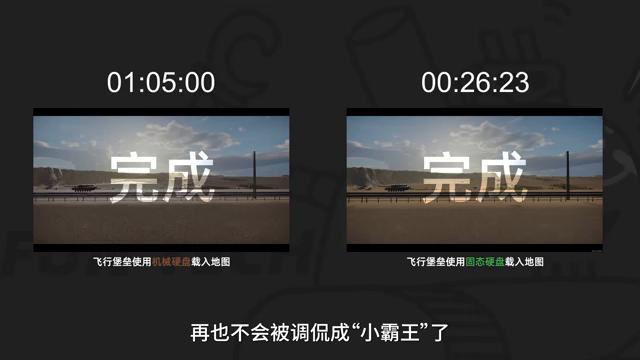 01:05:00
00:26:23
完成
完成
飞行堡垒使用机械硬盘载入地图
飞行堡垒使用固态硬盘载入地图
再也不会被调侃成“小霸王”了